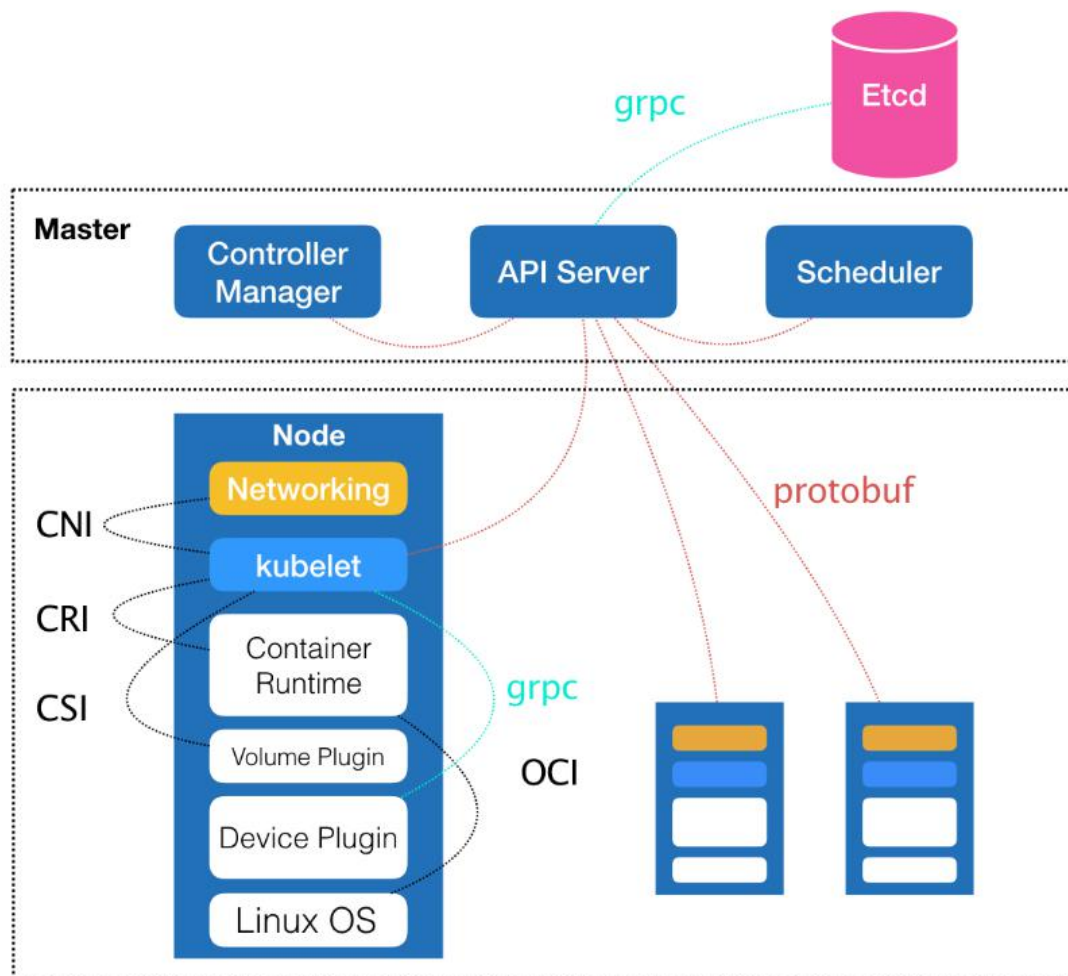 Etcd
grpc
Master
Controller
Manager
API Server
Scheduler
Node
Networking
CNI
kubelet
protobuf
CRI
Container
Runtime
CSI
grpc
Volume Plugin
OCI
Device Plugin
Linux OS